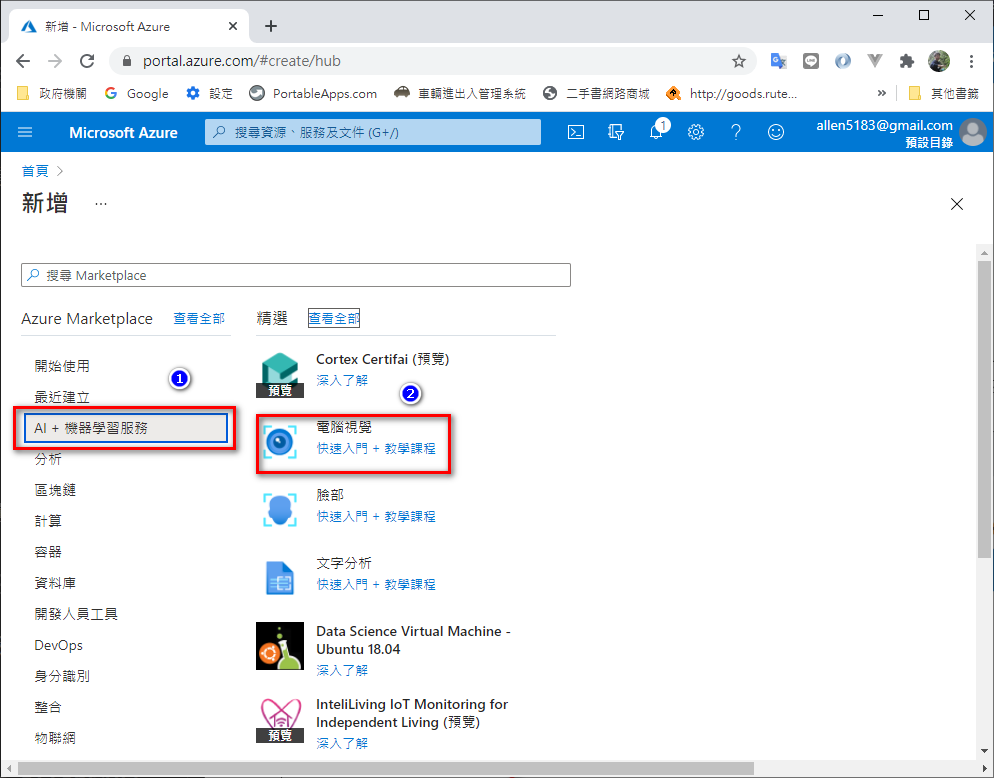 新增 - Microsoft Azure
portal.azure.com/#create/hub
政府機關 Google 設定 PortableApps.com 車輛進出入管理系統 二手書網路商城 http://goods.rute... » 其他書籤
Microsoft Azure 搜尋資源、服務及文件 (G+/) 1 allen5183@gmail.com
預設目錄
首頁 >
新增 ...
搜尋 Marketplace
Azure Marketplace 查看全部
開始使用
1
最近建立
AI + 機器學習服務
分析
區塊鏈
計算
容器
資料庫
開發人員工具
DevOps
身分識別
整合
物聯網
精選 查看全部
Cortex Certifai (預覽)
預覽
深入了解
2
電腦視覺
快速入門 + 教學課程
臉部
快速入門 + 教學課程
文字分析
快速入門 + 教學課程
Data Science Virtual Machine -
Ubuntu 18.04
深入了解
InteliLiving IoT Monitoring for
Independent Living (預覽)
預覽
深入了解